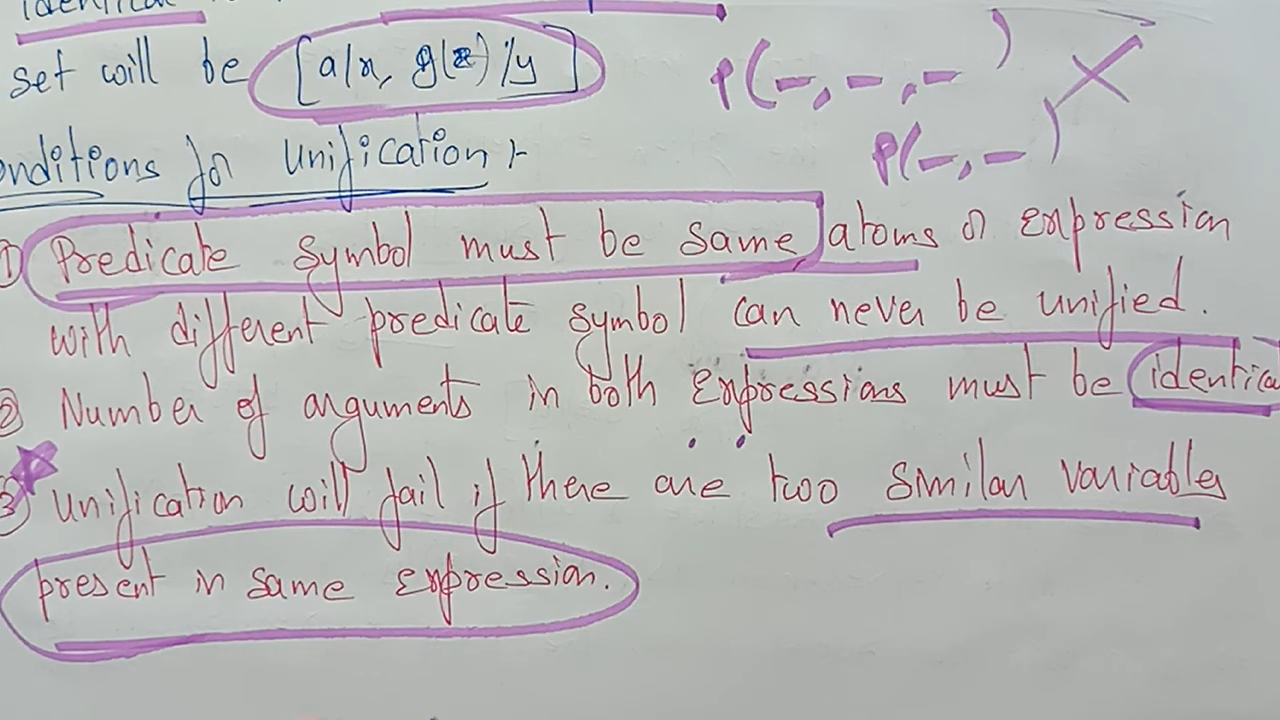 identical
set will be [a/x, g(z)/y] p(-, -, -) X
p(-, -)
onditions for Unification :-
① Predicate symbol must be same atoms or expression
with different predicate symbol can never be unified.
② Number of arguments in both Expressions must be identica
③ Unification will fail if there are two similar variables
present in same expression.